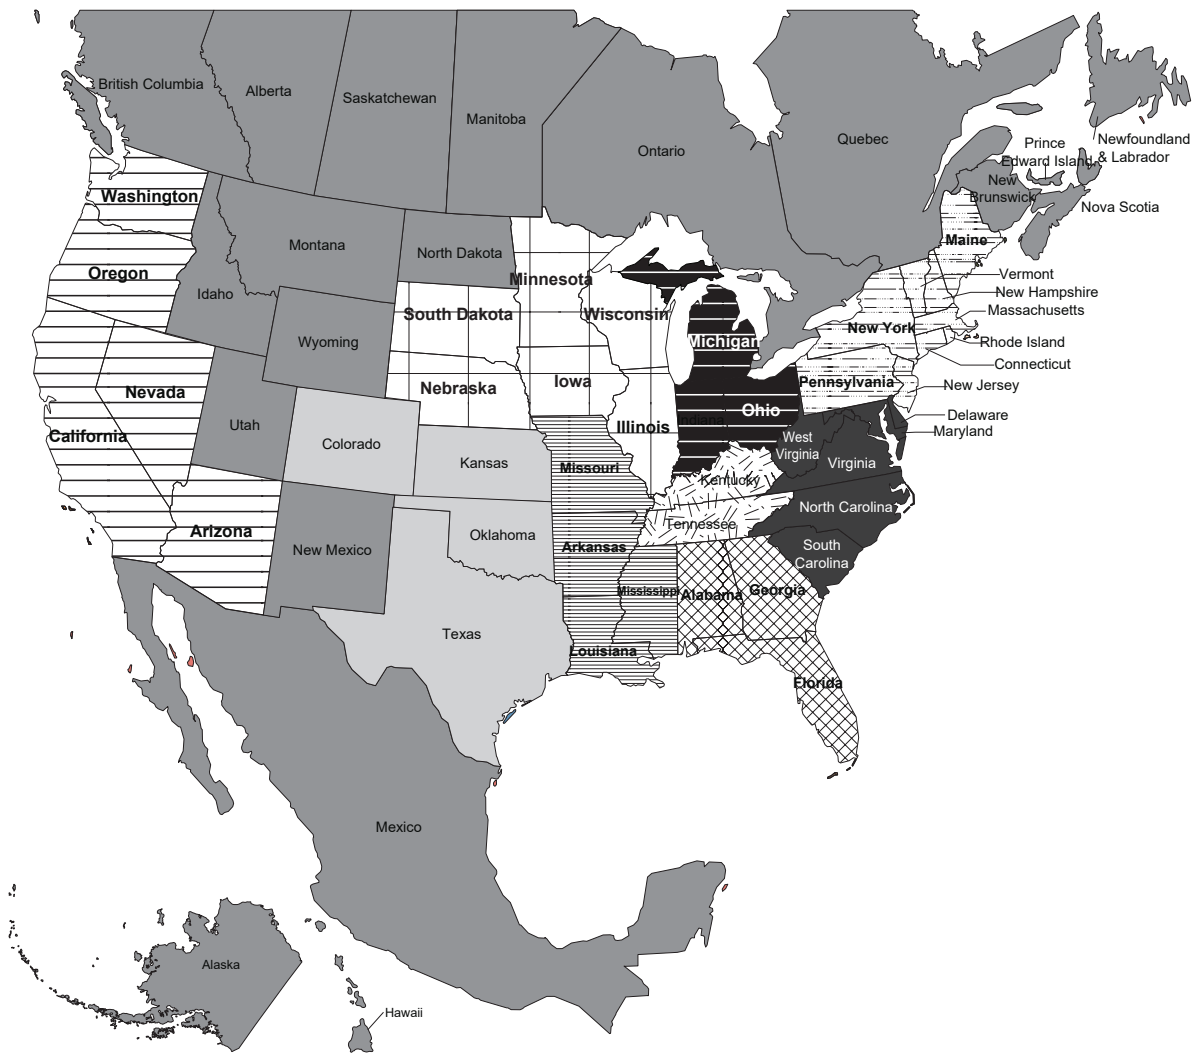 British Columbia
Alberta
Saskatchewan
Manitoba
Ontario
Quebec
Newfoundland
& Labrador
Prince
Edward Island
New
Brunswick
Nova Scotia
Washington
Oregon
Idaho
Montana
North Dakota
Minnesota
Wisconsin
Michigan
Maine
Vermont
New Hampshire
Massachusetts
New York
Rhode Island
Connecticut
South Dakota
Wyoming
Nevada
Nebraska
Iowa
Pennsylvania
New Jersey
California
Utah
Colorado
Kansas
Illinois
Indiana
Ohio
Delaware
Maryland
Missouri
West
Virginia
Virginia
Kentucky
North Carolina
Arizona
New Mexico
Oklahoma
Arkansas
Tennessee
South
Carolina
Mississippi
Alabama
Georgia
Texas
Louisiana
Florida
Mexico
Alaska
Hawaii